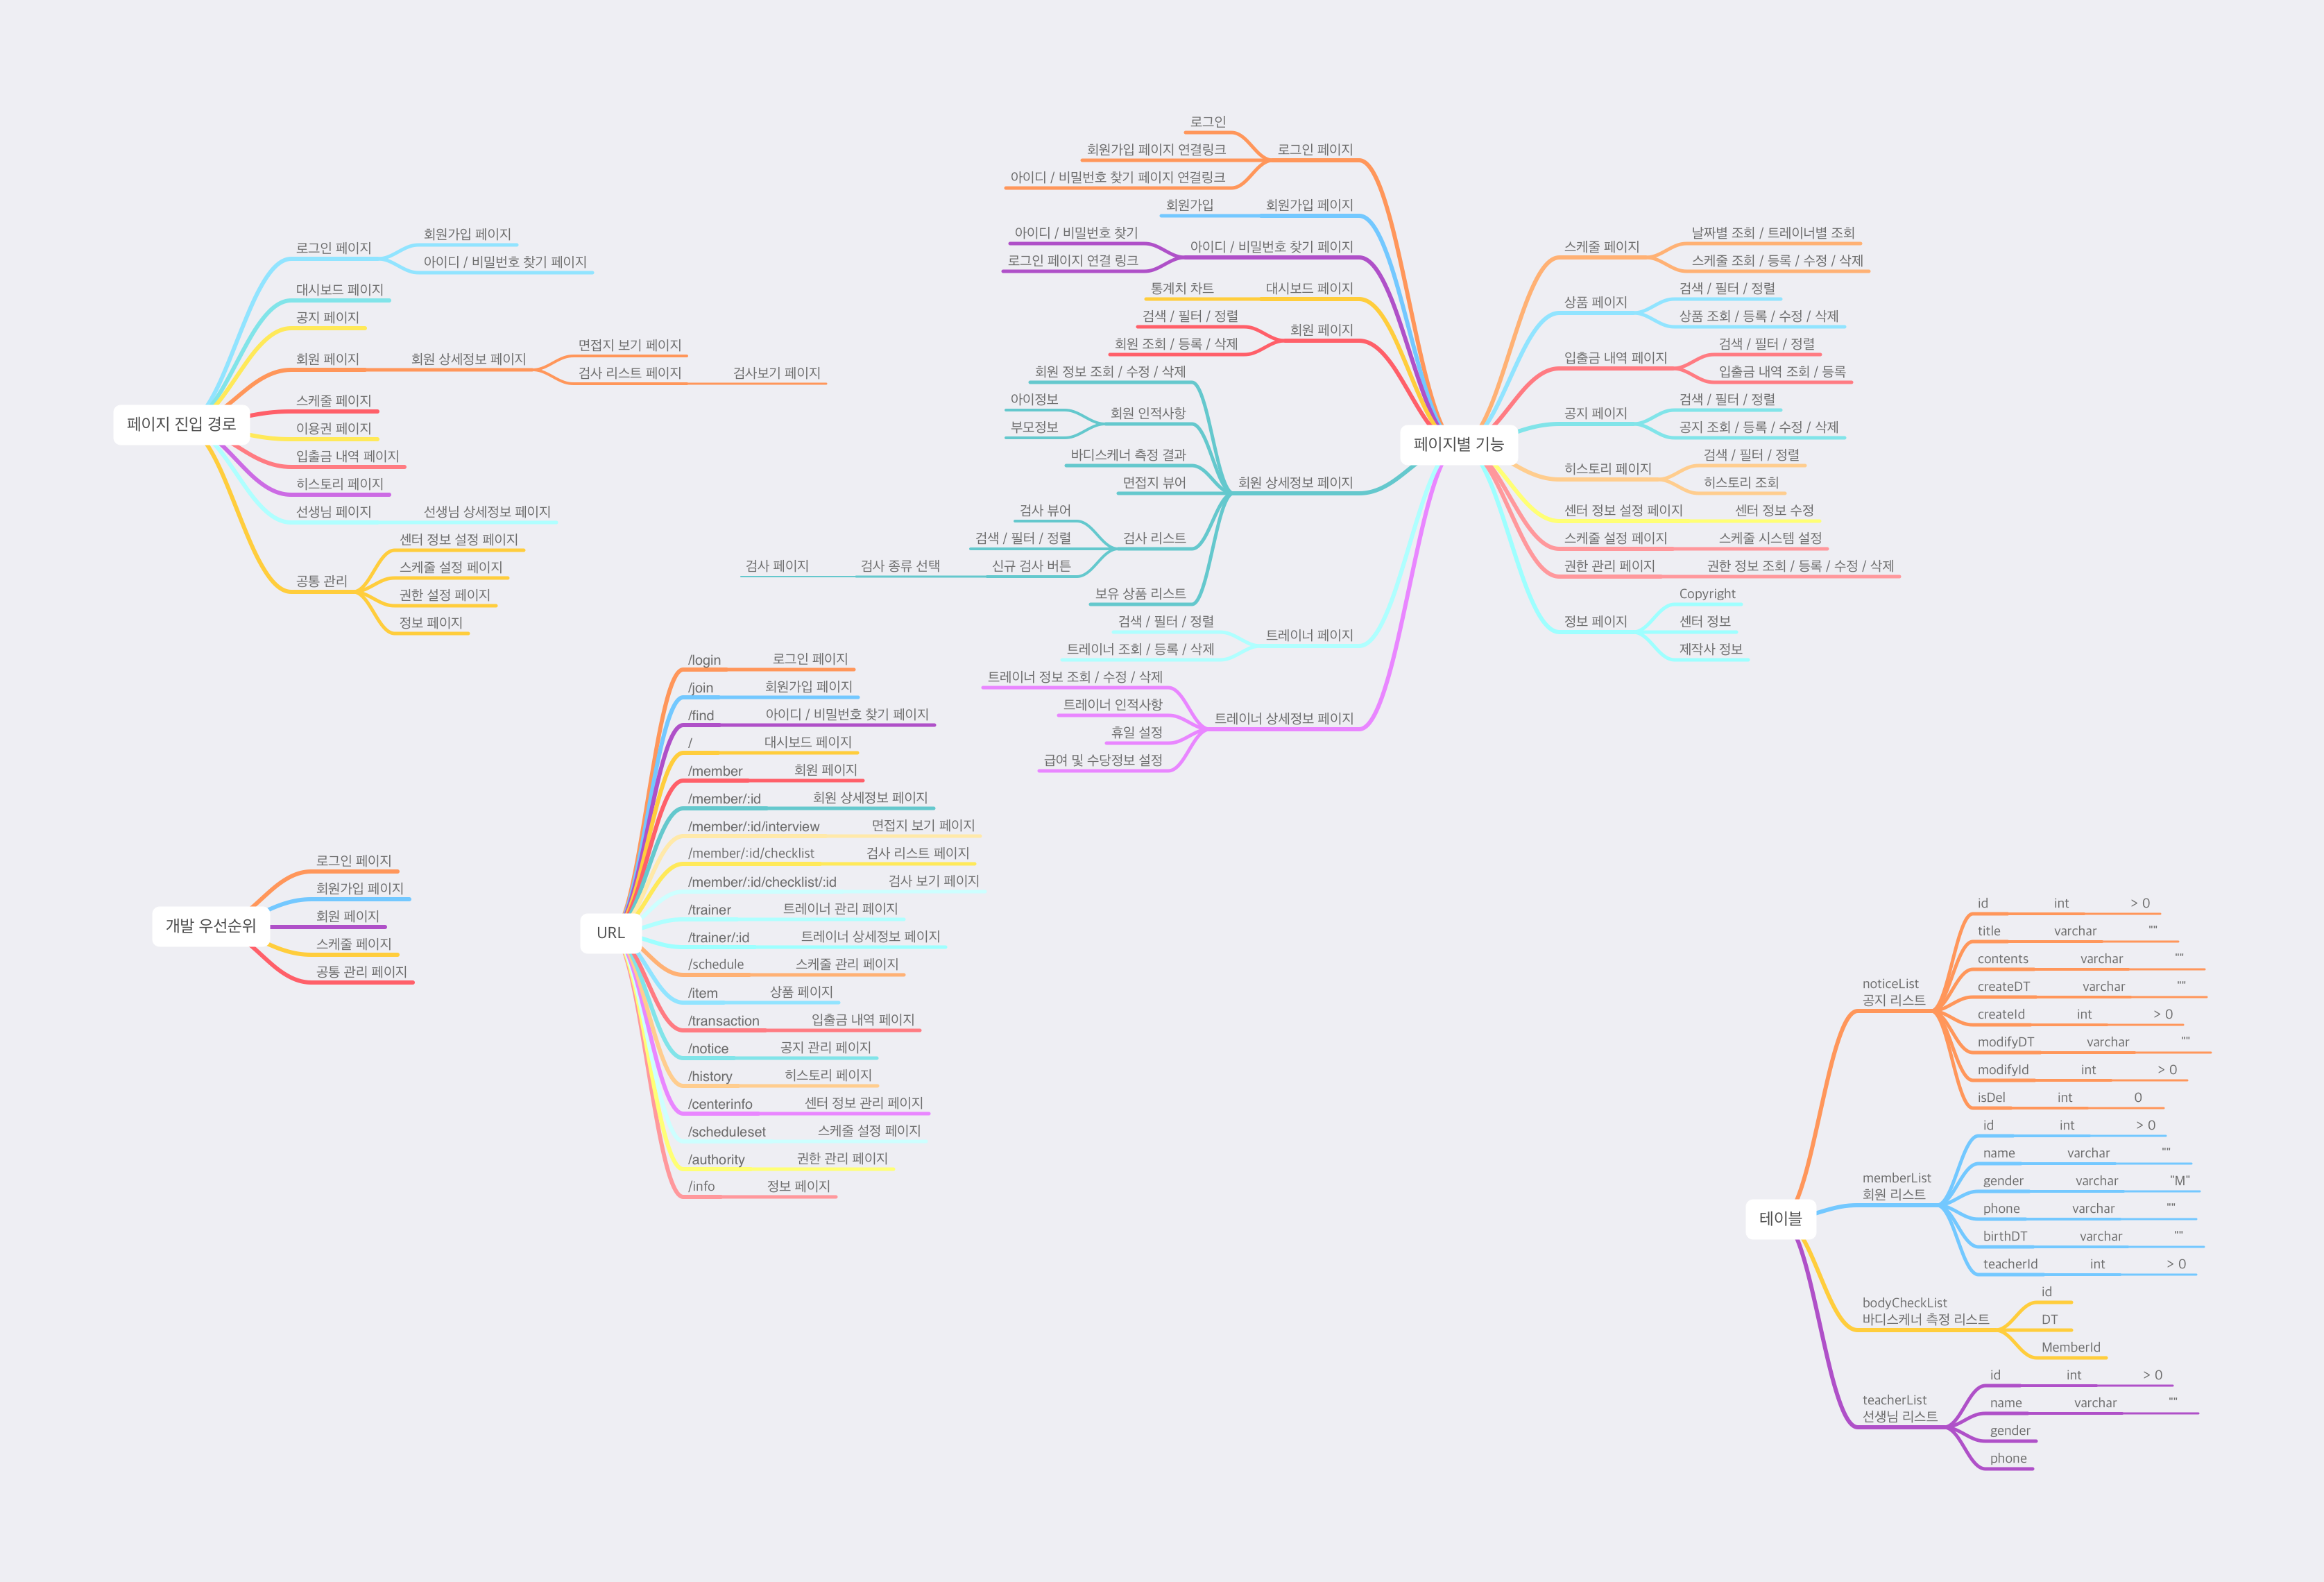 페이지 진입 경로
로그인 페이지
회원가입 페이지
아이디 / 비밀번호 찾기 페이지
대시보드 페이지
공지 페이지
회원 페이지
회원 상세정보 페이지
면접지 보기 페이지
검사 리스트 페이지
검사보기 페이지
스케줄 페이지
이용권 페이지
입출금 내역 페이지
히스토리 페이지
선생님 페이지
선생님 상세정보 페이지
공통 관리
센터 정보 설정 페이지
스케줄 설정 페이지
권한 설정 페이지
정보 페이지
페이지별 기능
로그인 페이지
로그인
회원가입 페이지 연결링크
아이디 / 비밀번호 찾기 페이지 연결링크
회원가입 페이지
회원가입
아이디 / 비밀번호 찾기 페이지
아이디 / 비밀번호 찾기
로그인 페이지 연결 링크
대시보드 페이지
통계치 차트
회원 페이지
검색 / 필터 / 정렬
회원 조회 / 등록 / 삭제
회원 상세정보 페이지
회원 정보 조회 / 수정 / 삭제
회원 인적사항
아이정보
부모정보
바디스케너 측정 결과
면접지 뷰어
검사 리스트
검사 뷰어
검색 / 필터 / 정렬
신규 검사 버튼
검사 종류 선택
검사 페이지
보유 상품 리스트
트레이너 페이지
검색 / 필터 / 정렬
트레이너 조회 / 등록 / 삭제
트레이너 상세정보 페이지
트레이너 정보 조회 / 수정 / 삭제
트레이너 인적사항
휴일 설정
급여 및 수당정보 설정
스케줄 페이지
날짜별 조회 / 트레이너별 조회
스케줄 조회 / 등록 / 수정 / 삭제
상품 페이지
검색 / 필터 / 정렬
상품 조회 / 등록 / 수정 / 삭제
입출금 내역 페이지
검색 / 필터 / 정렬
입출금 내역 조회 / 등록
공지 페이지
검색 / 필터 / 정렬
공지 조회 / 등록 / 수정 / 삭제
히스토리 페이지
검색 / 필터 / 정렬
히스토리 조회
센터 정보 설정 페이지
센터 정보 수정
스케줄 설정 페이지
스케줄 시스템 설정
권한 관리 페이지
권한 정보 조회 / 등록 / 수정 / 삭제
정보 페이지
Copyright
센터 정보
제작사 정보
개발 우선순위
로그인 페이지
회원가입 페이지
회원 페이지
스케줄 페이지
공통 관리 페이지
URL
/login 로그인 페이지
/join 회원가입 페이지
/find 아이디 / 비밀번호 찾기 페이지
/ 대시보드 페이지
/member 회원 페이지
/member/:id 회원 상세정보 페이지
/member/:id/interview 면접지 보기 페이지
/member/:id/checklist 검사 리스트 페이지
/member/:id/checklist/:id 검사 보기 페이지
/trainer 트레이너 관리 페이지
/trainer/:id 트레이너 상세정보 페이지
/schedule 스케줄 관리 페이지
/item 상품 페이지
/transaction 입출금 내역 페이지
/notice 공지 관리 페이지
/history 히스토리 페이지
/centerinfo 센터 정보 관리 페이지
/scheduleset 스케줄 설정 페이지
/authority 권한 관리 페이지
/info 정보 페이지
테이블
noticeList
공지 리스트
id int > 0
title varchar ""
contents varchar ""
createDT varchar ""
createId int > 0
modifyDT varchar ""
modifyId int > 0
isDel int 0
memberList
회원 리스트
id int > 0
name varchar ""
gender varchar "M"
phone varchar ""
birthDT varchar ""
teacherId int > 0
bodyCheckList
바디스케너 측정 리스트
id
DT
MemberId
teacherList
선생님 리스트
id int > 0
name varchar ""
gender
phone